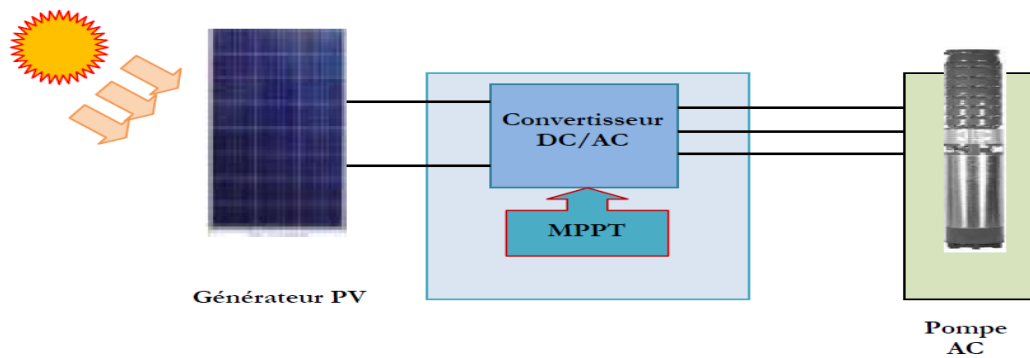 Convertisseur
DC/AC
MPPT
Générateur PV
Pompe
AC